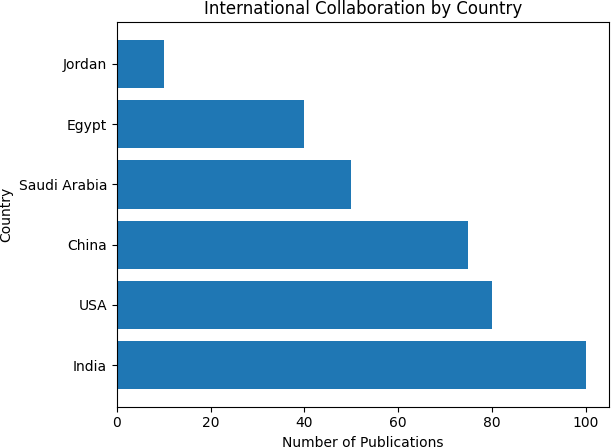 International Collaboration by Country
Jordan
Egypt
Saudi Arabia
China
USA
India
Country
0 20 40 60 80 100
Number of Publications